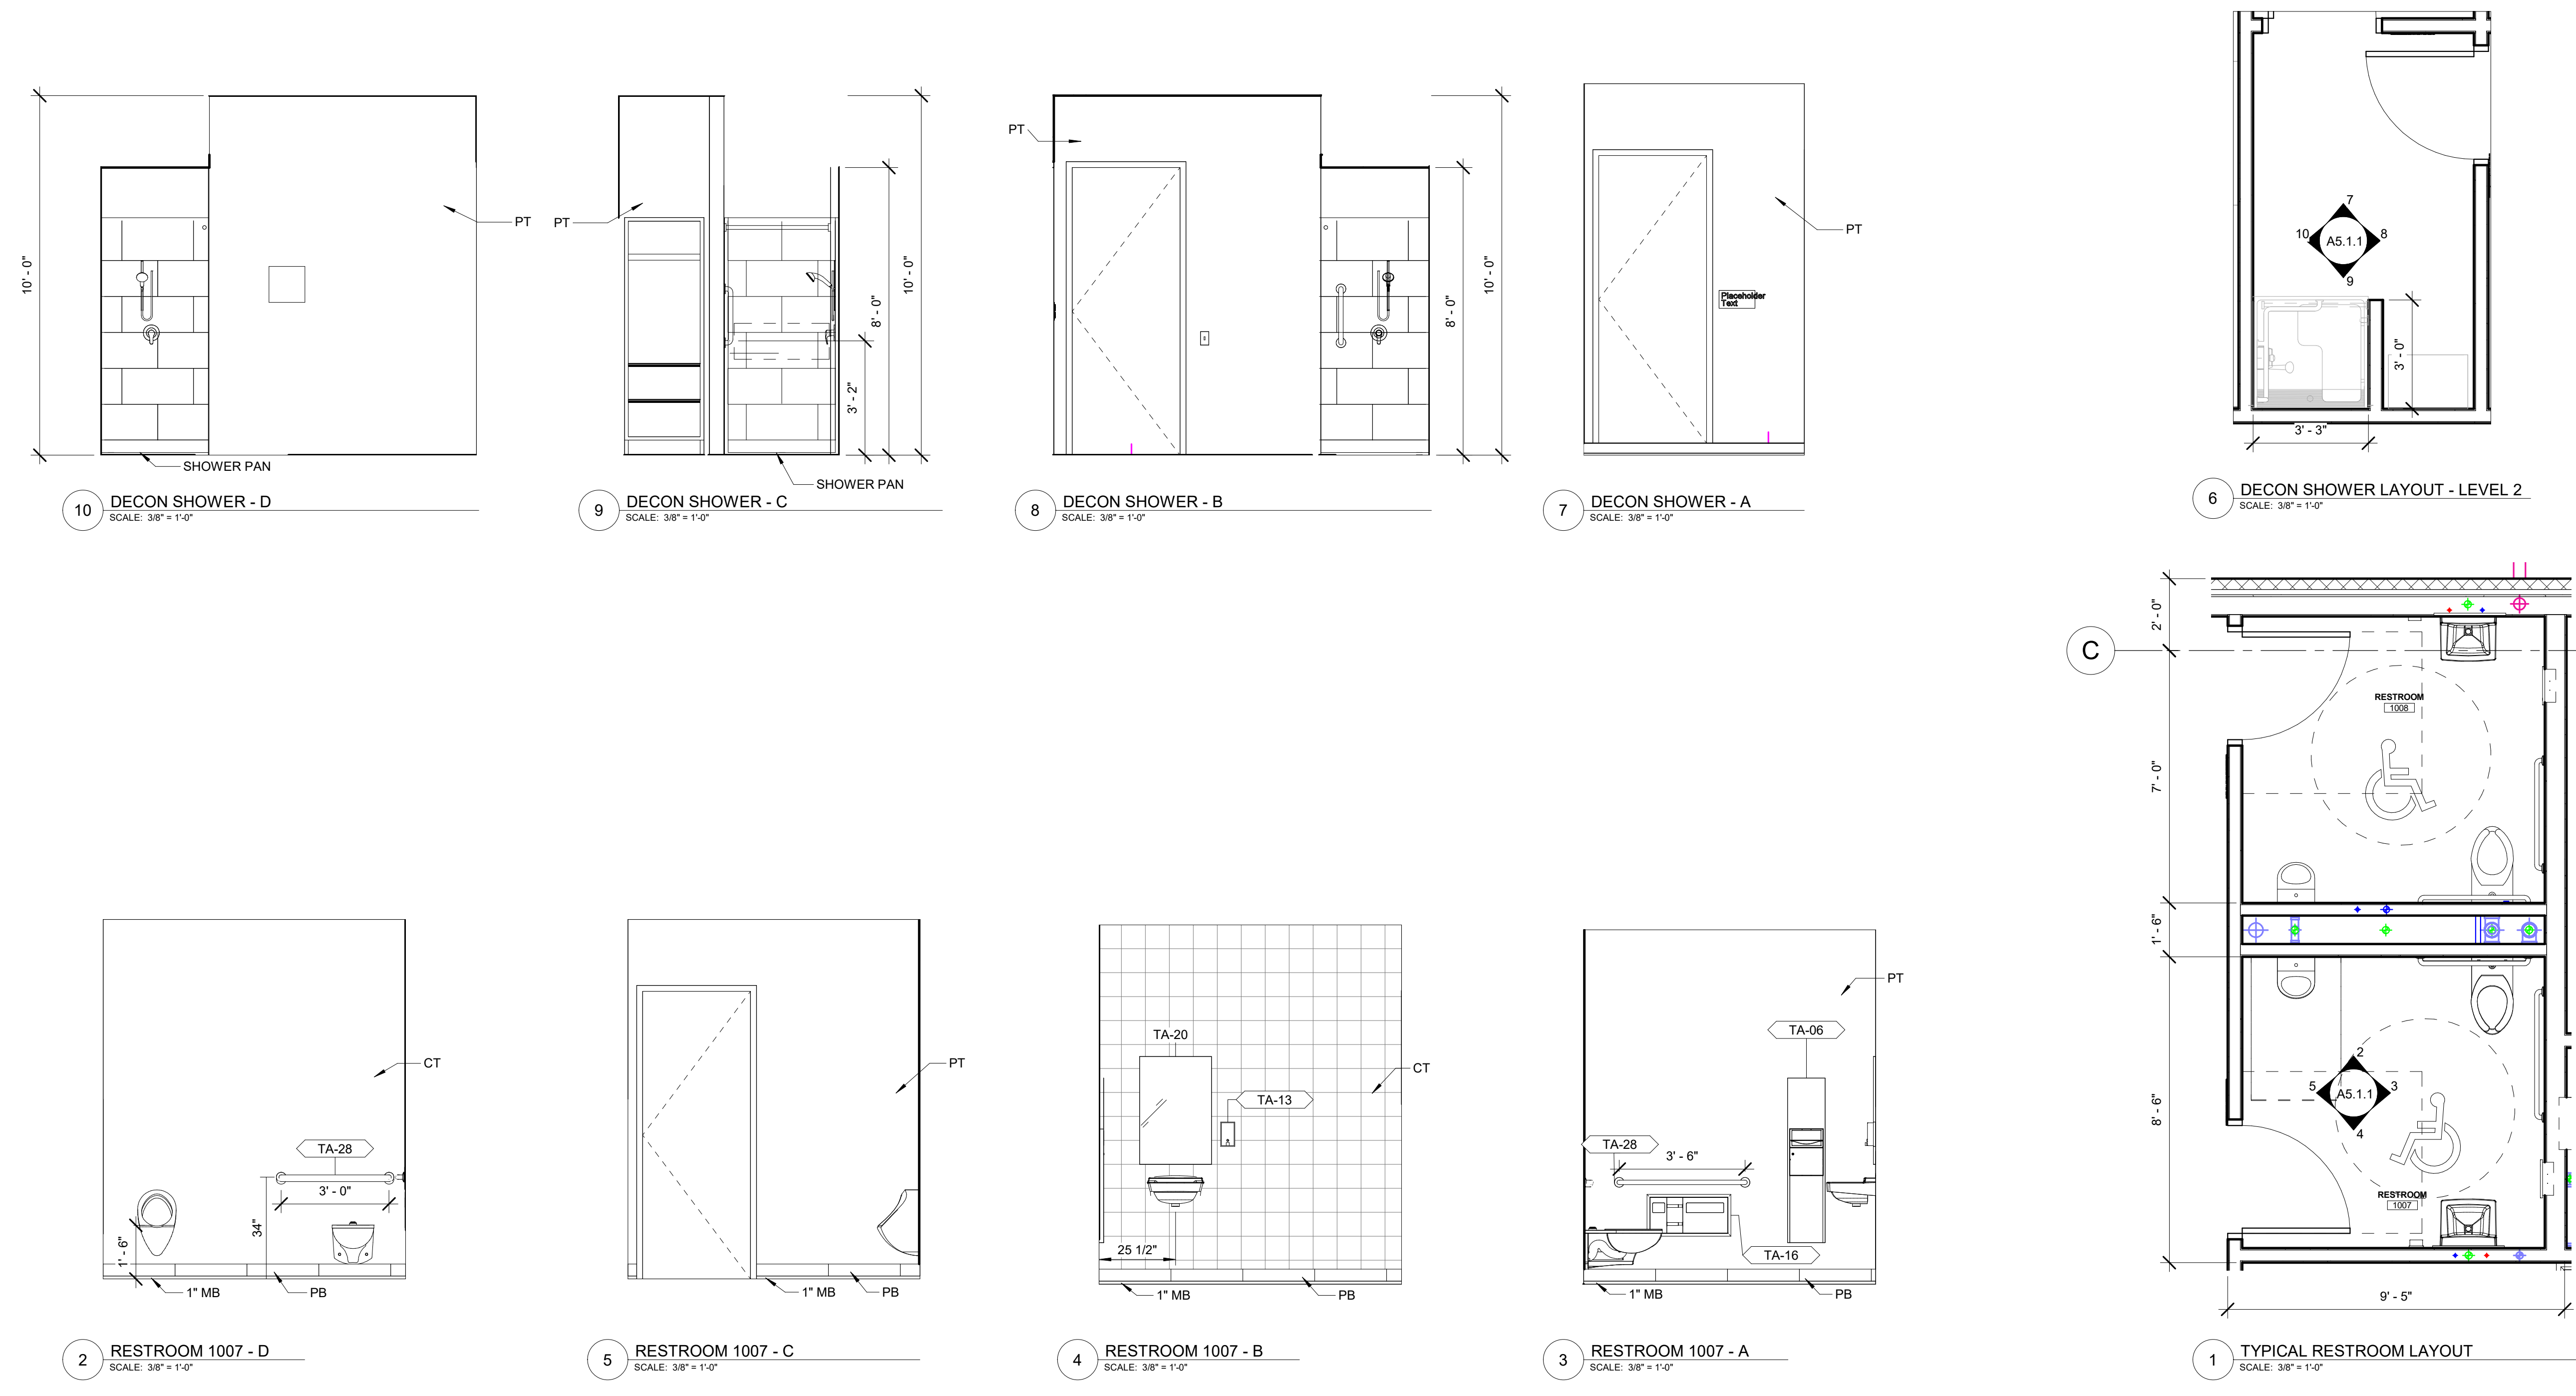 10' - 0"
PT
SHOWER PAN
10
DECON SHOWER - D
SCALE: 3/8" = 1'-0"
PT
3' - 2"
8' - 0"
10' - 0"
SHOWER PAN
9
DECON SHOWER - C
SCALE: 3/8" = 1'-0"
PT
8' - 0"
10' - 0"
8
DECON SHOWER - B
SCALE: 3/8" = 1'-0"
PT
Placeholder
Text
7
DECON SHOWER - A
SCALE: 3/8" = 1'-0"
7
10
A5.1.1
8
9
3' - 0"
3' - 3"
6
DECON SHOWER LAYOUT - LEVEL 2
SCALE: 3/8" = 1'-0"
CT
TA-28
3' - 0"
34"
1' - 6"
1" MB
PB
2
RESTROOM 1007 - D
SCALE: 3/8" = 1'-0"
PT
1" MB
PB
5
RESTROOM 1007 - C
SCALE: 3/8" = 1'-0"
TA-20
CT
TA-13
25 1/2"
1" MB
PB
4
RESTROOM 1007 - B
SCALE: 3/8" = 1'-0"
PT
TA-06
TA-28
3' - 6"
TA-16
1" MB
PB
3
RESTROOM 1007 - A
SCALE: 3/8" = 1'-0"
2' - 0"
C
RESTROOM
1008
7' - 0"
1' - 6"
8' - 6"
2
5
A5.1.1
3
4
RESTROOM
1007
9' - 5"
1
TYPICAL RESTROOM LAYOUT
SCALE: 3/8" = 1'-0"